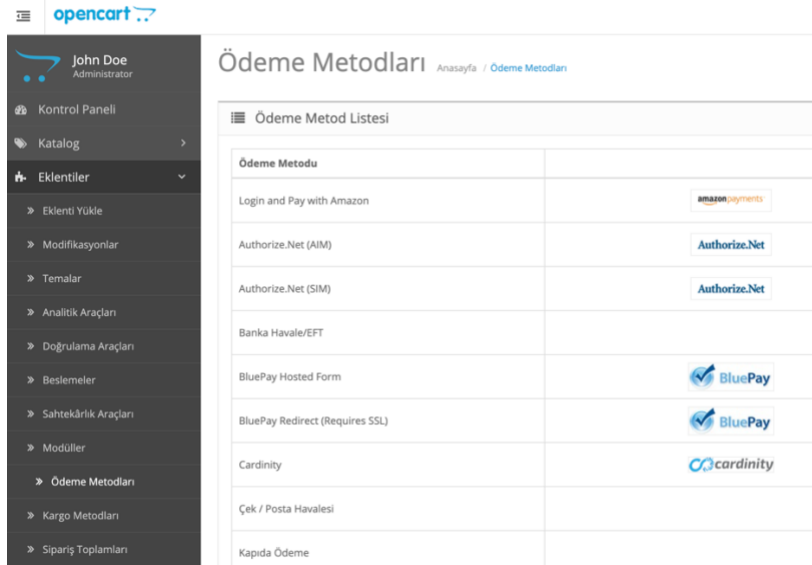 opencart
John Doe
Administrator
Kontrol Paneli
Katalog
Eklentiler
Eklenti Yükle
Modifikasyonlar
Temalar
Analitik Araçları
Doğrulama Araçları
Beslemeler
Sahtekârlık Araçları
Modüller
Ödeme Metodları
Kargo Metodları
Sipariş Toplamları
Ödeme Metodları Anasayfa / Ödeme Metodları
Ödeme Metod Listesi
Ödeme Metodu
Login and Pay with Amazon amazon payments
Authorize.Net (AIM) Authorize.Net
Authorize.Net (SIM) Authorize.Net
Banka Havale/EFT
BluePay Hosted Form BluePay
BluePay Redirect (Requires SSL) BluePay
Cardinity cardinity
Çek / Posta Havalesi
Kapıda Ödeme